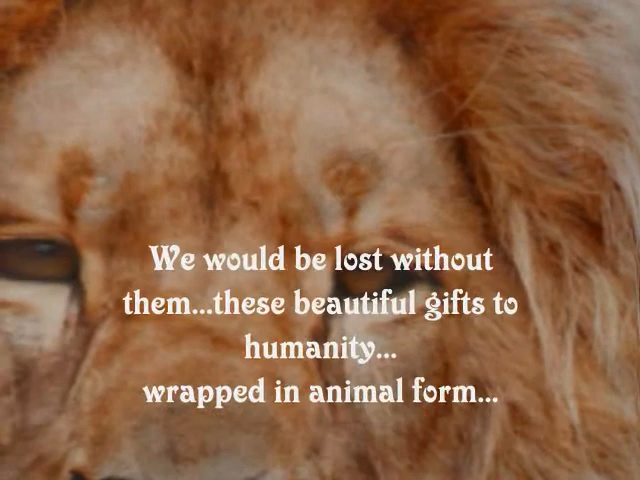 We would be lost without
them...these beautiful gifts to
humanity...
wrapped in animal form...